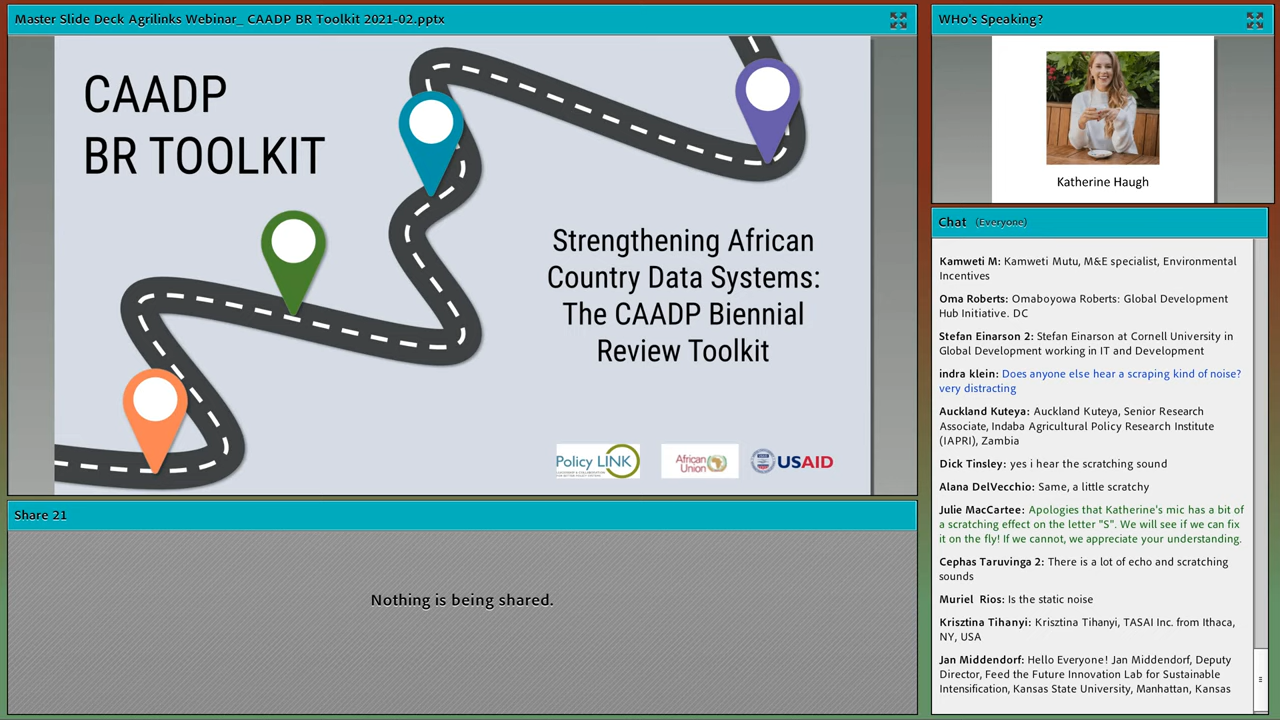 Master Slide Deck Agrilinks Webinar_ CAADP BR Toolkit 2021-02.pptx
CAADP
BR TOOLKIT
Strengthening African
Country Data Systems:
The CAADP Biennial
Review Toolkit
Policy LINK
African
Union
USAID
Share 21
Nothing is being shared.
WHo's Speaking?
Katherine Haugh
Chat (Everyone)
Kamweti M: Kamweti Mutu, M&E specialist, Environmental
Incentives
Oma Roberts: Omaboyowa Roberts: Global Development
Hub Initiative. DC
Stefan Einarson 2: Stefan Einarson at Cornell University in
Global Development working in IT and Development
indra klein: Does anyone else hear a scraping kind of noise?
very distracting
Auckland Kuteya: Auckland Kuteya, Senior Research
Associate, Indaba Agricultural Policy Research Institute
(IAPRI), Zambia
Dick Tinsley: yes i hear the scratching sound
Alana DelVecchio: Same, a little scratchy
Julie MacCartee: Apologies that Katherine's mic has a bit of
a scratching effect on the letter "S". We will see if we can fix
it on the fly! If we cannot, we appreciate your understanding.
Cephas Taruvinga 2: There is a lot of echo and scratching
sounds
Muriel Rios: Is the static noise
Krisztina Tihanyi: Krisztina Tihanyi, TASAI Inc. from Ithaca,
NY, USA
Jan Middendorf: Hello Everyone! Jan Middendorf, Deputy
Director, Feed the Future Innovation Lab for Sustainable
Intensification, Kansas State University, Manhattan, Kansas